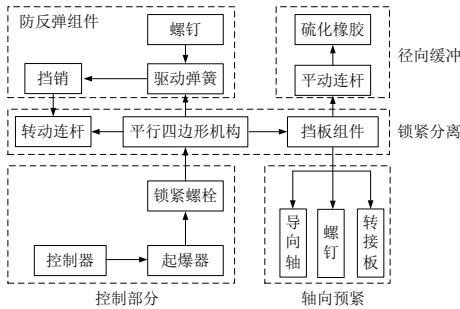 防反弹组件
螺钉
硫化橡胶
径向缓冲
挡销
驱动弹簧
平动连杆
转动连杆
平行四边形机构
挡板组件
锁紧分离
锁紧螺栓
控制器
起爆器
导向轴
螺钉
转接板
控制部分
轴向预紧